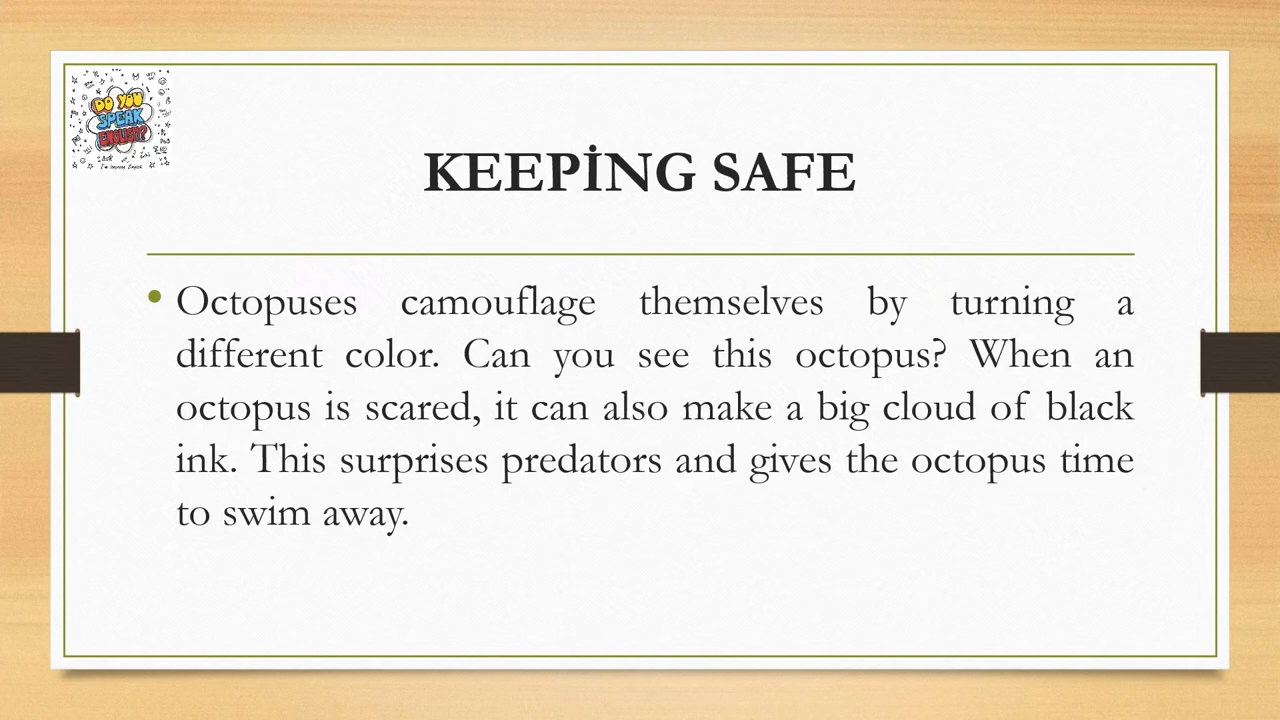 DO YOU
SPEAK
ENGLISH?
KEEPİNG SAFE
• Octopuses camouflage themselves by turning a
different color. Can you see this octopus? When an
octopus is scared, it can also make a big cloud of black
ink. This surprises predators and gives the octopus time
to swim away.